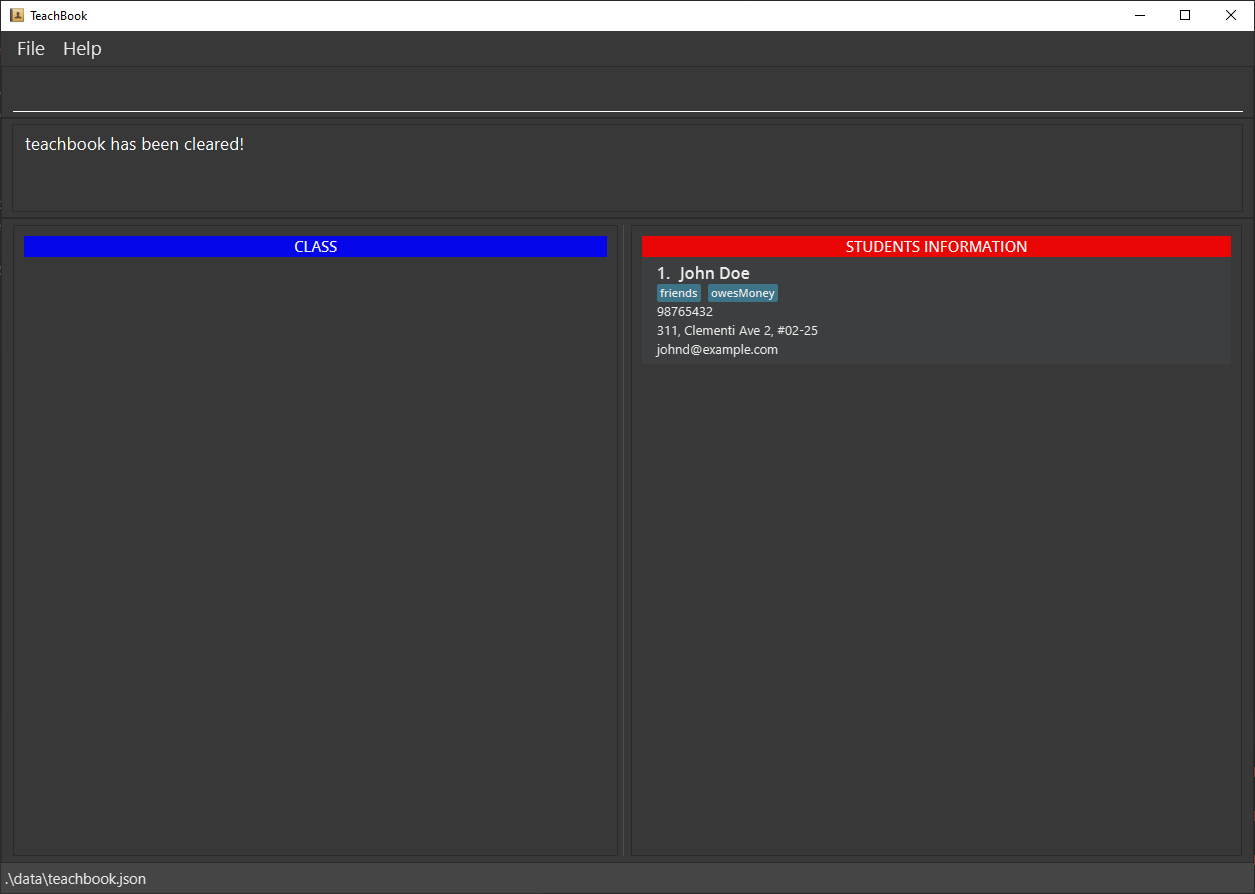 TeachBook
File Help
teachbook has been cleared!
CLASS
STUDENTS INFORMATION
1. John Doe
friends owesMoney
98765432
311, Clementi Ave 2, #02-25
johnd@example.com
.\data\teachbook.json